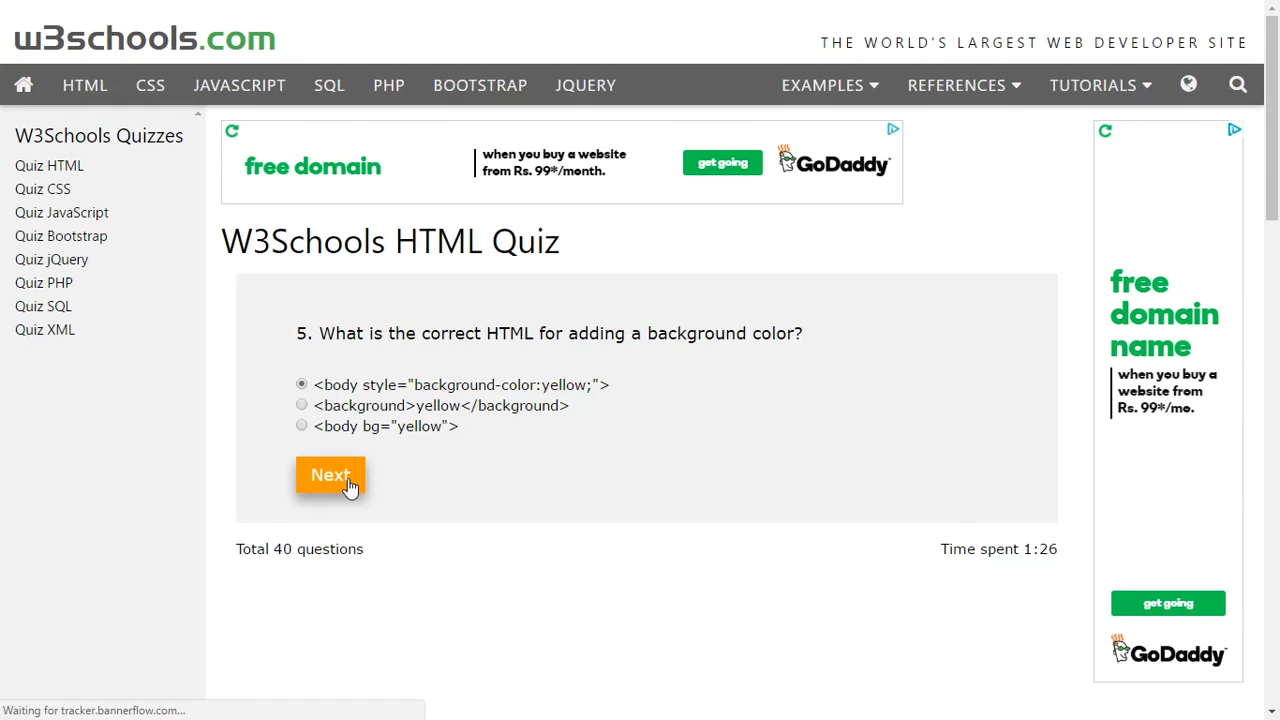 w3schools.com
THE WORLD'S LARGEST WEB DEVELOPER SITE
HTML CSS JAVASCRIPT SQL PHP BOOTSTRAP JQUERY EXAMPLES REFERENCES TUTORIALS
W3Schools Quizzes
Quiz HTML
Quiz CSS
Quiz JavaScript
Quiz Bootstrap
Quiz jQuery
Quiz PHP
Quiz SQL
Quiz XML
free domain
when you buy a website
from Rs. 99*/month.
get going
GoDaddy
W3Schools HTML Quiz
5. What is the correct HTML for adding a background color?
<body style="background-color:yellow;">
<background>yellow</background>
<body bg="yellow">
Next
Total 40 questions
Time spent 1:26
free
domain
name
when you buy a
website from
Rs. 99*/mo.
get going
GoDaddy
Waiting for tracker.bannerflow.com...